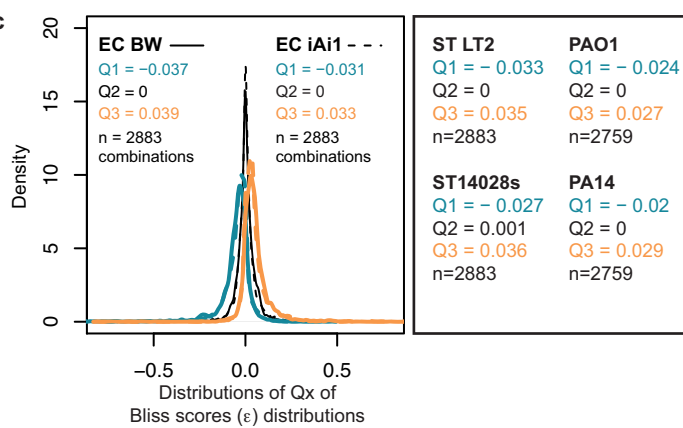 c
20
15
10
5
0
Density
EC BW
Q1 = −0.037
Q2 = 0
Q3 = 0.039
n = 2883
combinations
EC iAi1
Q1 = −0.031
Q2 = 0
Q3 = 0.033
n = 2883
combinations
−0.5 0.0 0.5
Distributions of Qx of
Bliss scores (ε) distributions
ST LT2
Q1 = − 0.033
Q2 = 0
Q3 = 0.035
n=2883
PAO1
Q1 = − 0.024
Q2 = 0
Q3 = 0.027
n=2759
ST14028s
Q1 = − 0.027
Q2 = 0.001
Q3 = 0.036
n=2883
PA14
Q1 = − 0.02
Q2 = 0
Q3 = 0.029
n=2759